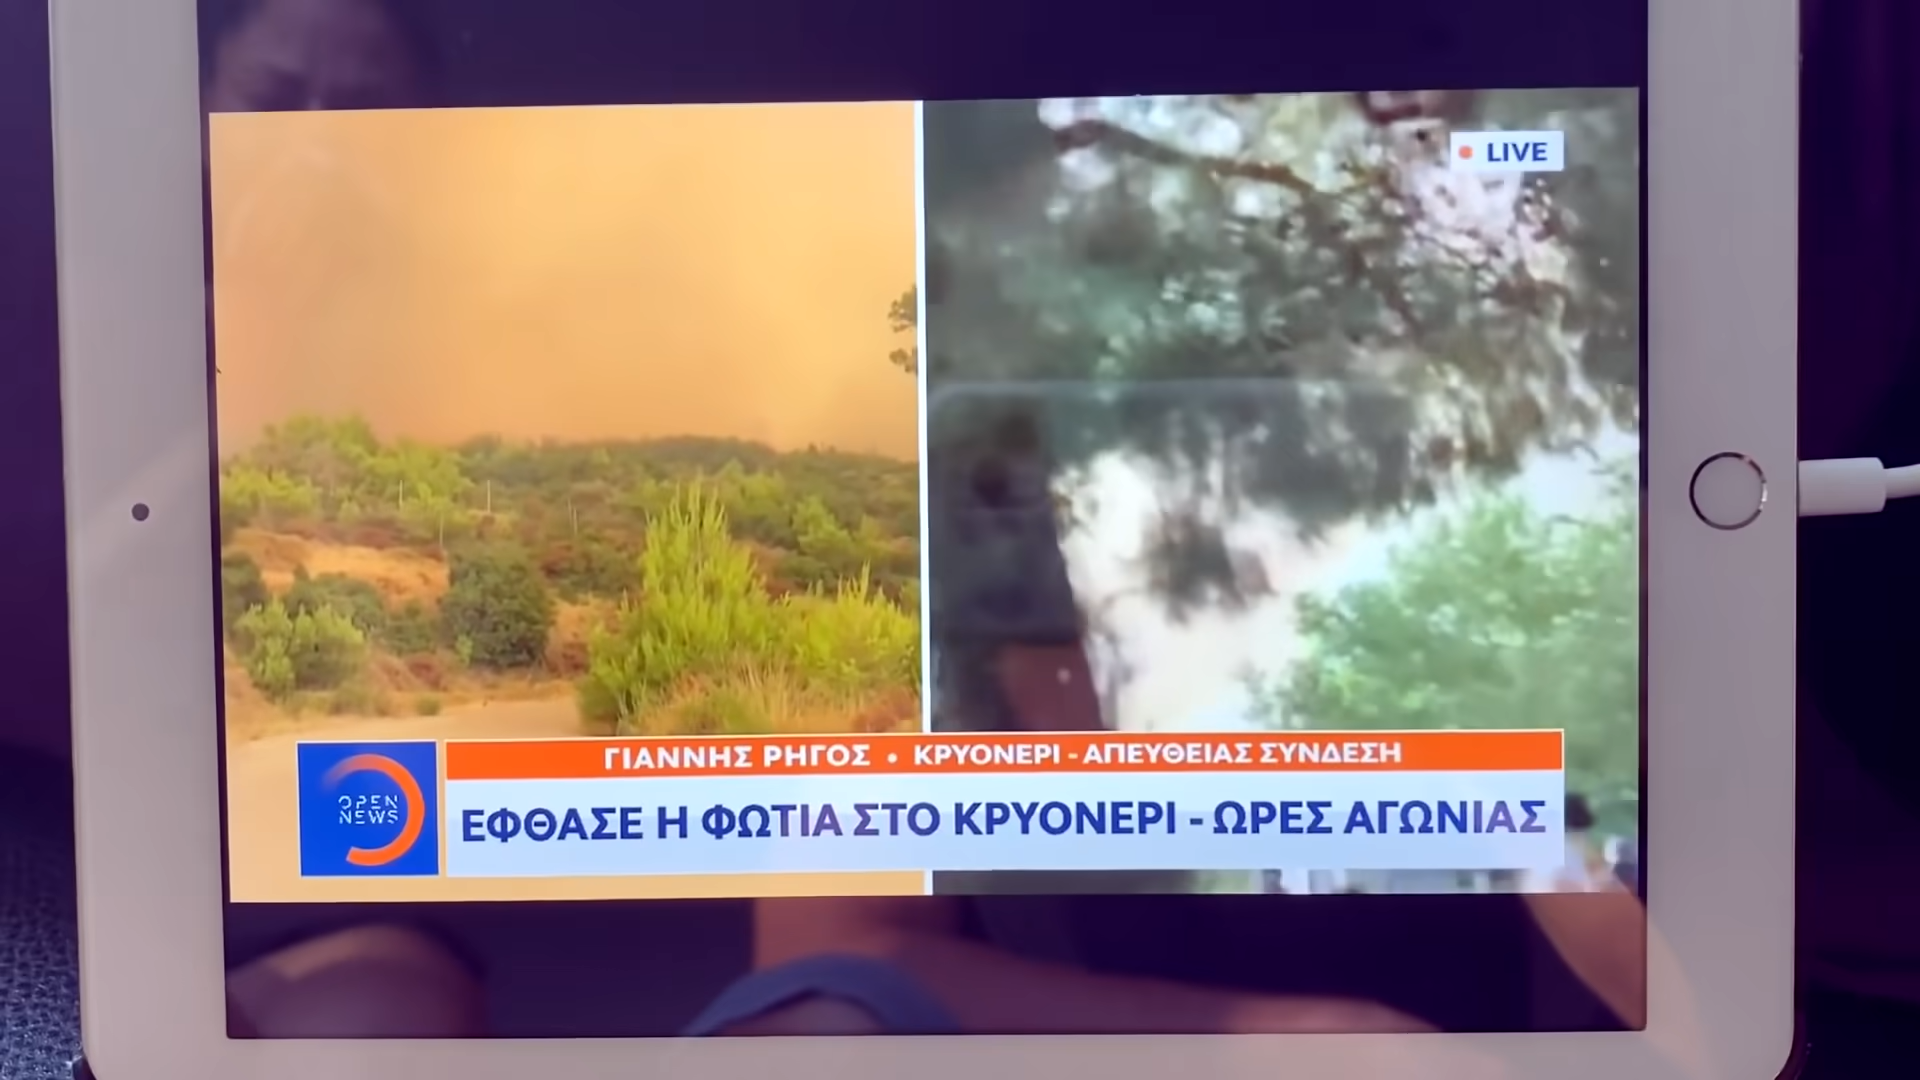 LIVE
ΓΙΑΝΝΗΣ ΡΗΓΟΣ • ΚΡΥΟΝΕΡΙ - ΑΠΕΥΘΕΙΑΣ ΣΥΝΔΕΣΗ
OPEN
NEWS
ΕΦΘΑΣΕ Η ΦΩΤΙΑ ΣΤΟ ΚΡΥΟΝΕΡΙ - ΩΡΕΣ ΑΓΩΝΙΑΣ